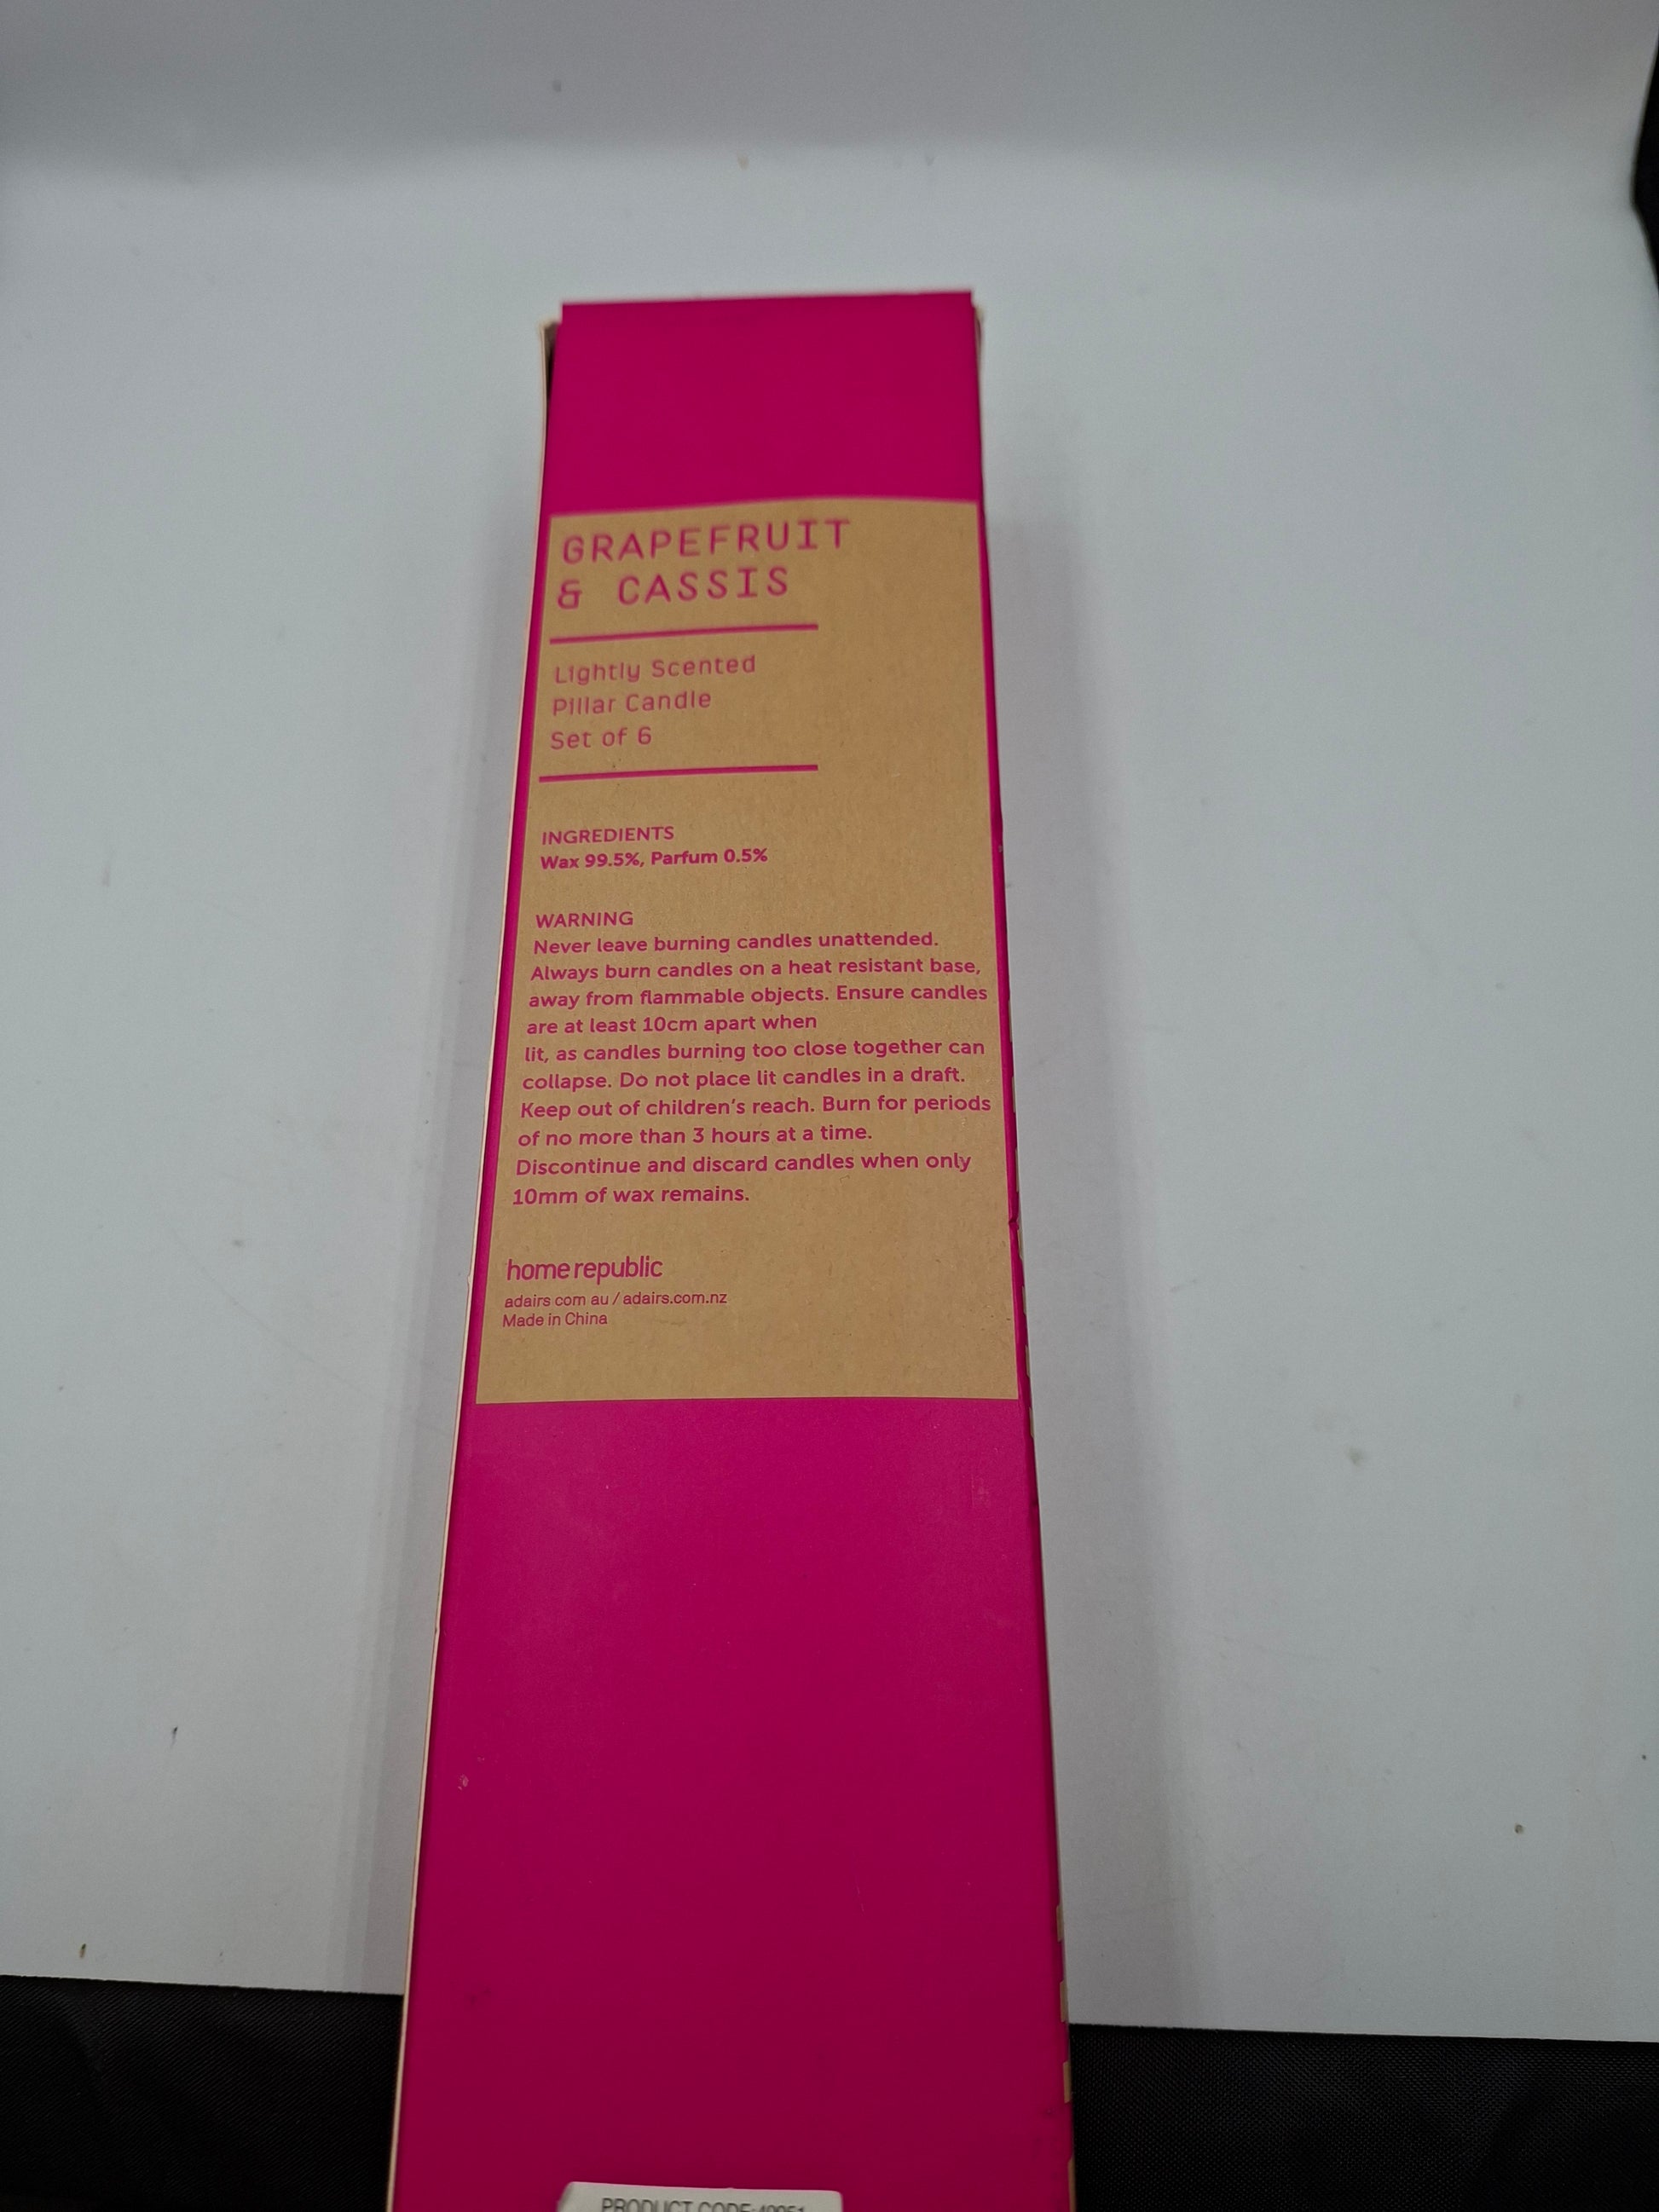 GRAPEFRUIT
& CASSIS
Lightly Scented
Pillar Candle
Set of 6
INGREDIENTS
Wax 99.5%, Parfum 0.5%
WARNING
Never leave burning candles unattended.
Always burn candles on a heat resistant base,
away from flammable objects. Ensure candles
are at least 10cm apart when
lit, as candles burning too close together can
collapse. Do not place lit candles in a draft.
Keep out of children's reach. Burn for periods
of no more than 3 hours at a time.
Discontinue and discard candles when only
10mm of wax remains.
home republic
adairs com au / adairs.com.nz
Made in China
PRODUCT CODE: